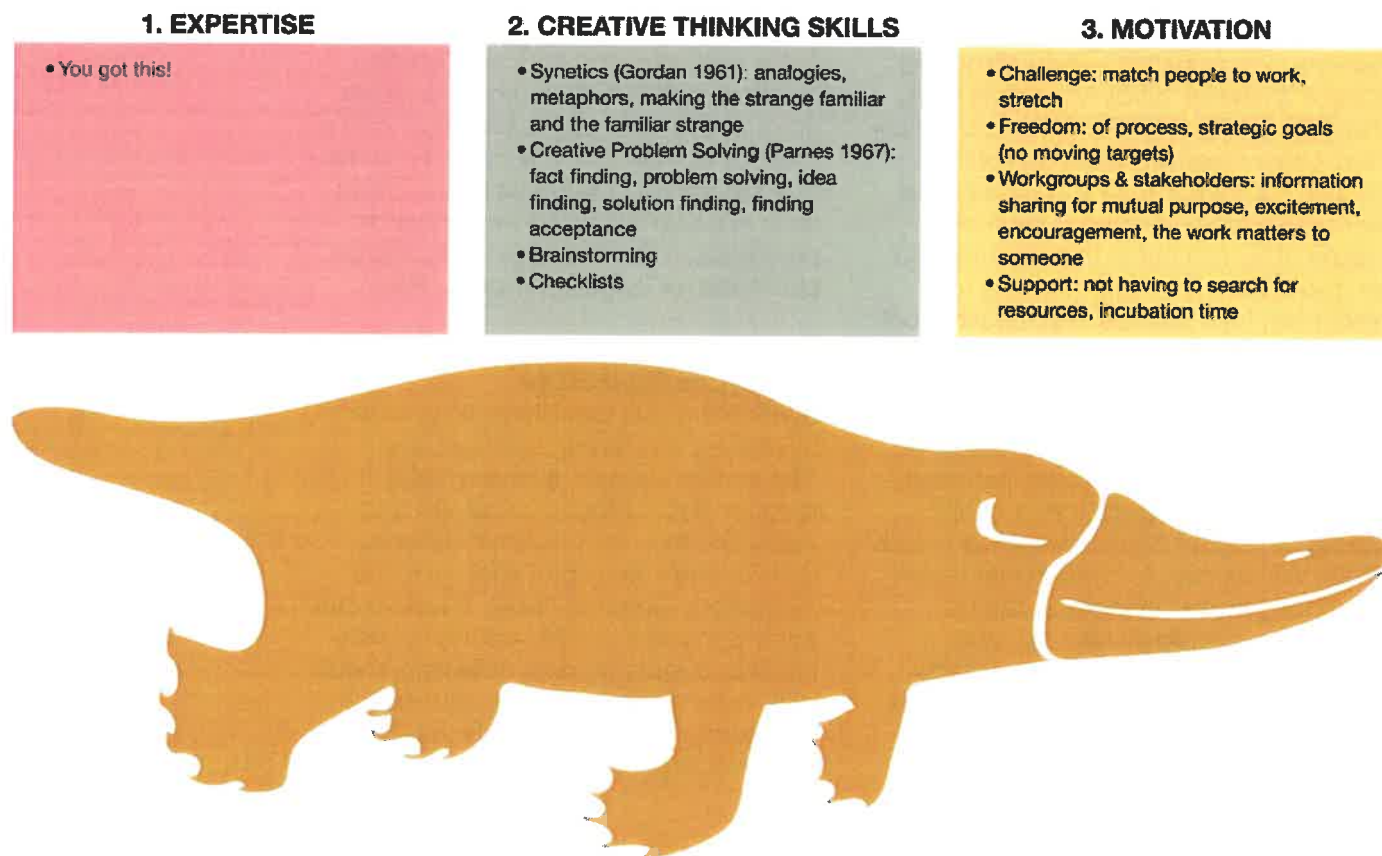 1. EXPERTISE
• You got this!
2. CREATIVE THINKING SKILLS
• Synetics (Gordan 1961): analogies,
metaphors, making the strange familiar
and the familiar strange
• Creative Problem Solving (Parnes 1967):
fact finding, problem solving, idea
finding, solution finding, finding
acceptance
• Brainstorming
• Checklists
3. MOTIVATION
• Challenge: match people to work,
stretch
• Freedom: of process, strategic goals
(no moving targets)
• Workgroups & stakeholders: information
sharing for mutual purpose, excitement,
encouragement, the work matters to
someone
• Support: not having to search for
resources, incubation time